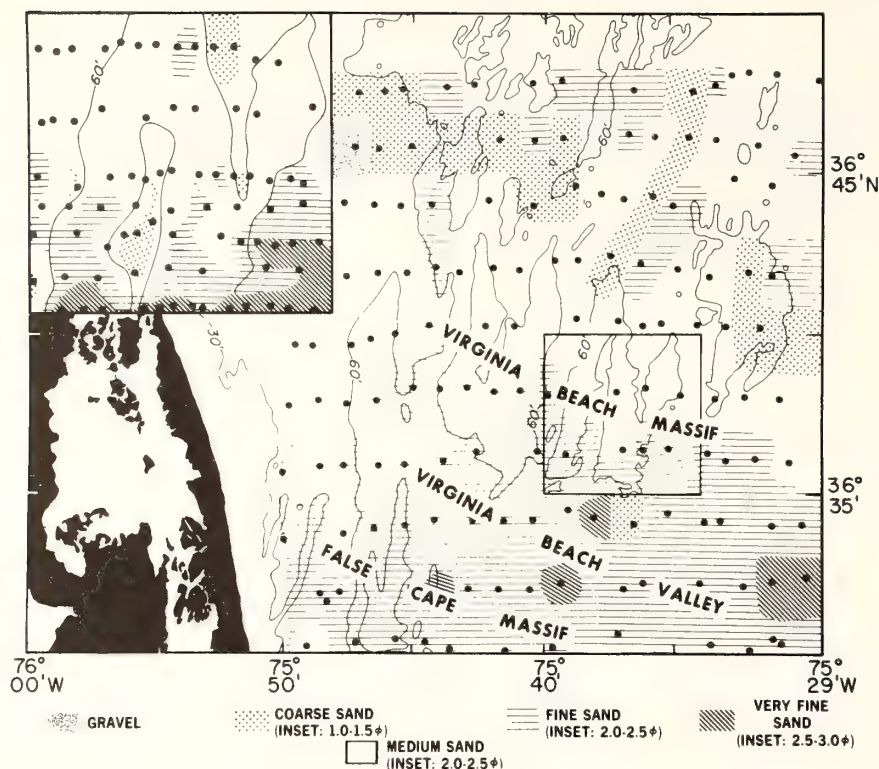 60'
60'
36°
45' N
30'
60'
VIRGINIA
60'
BEACH
MASSIF
60'
VIRGINIA
36°
35'
BEACH
FALSE
CAPE
VALLEY
MASSIF
76°
00' W
75°
50'
75°
40'
75°
29' W
GRAVEL
COARSE SAND
(INSET: 1.0-1.5ϕ)
FINE SAND
(INSET: 2.0-2.5ϕ)
VERY FINE
SAND
(INSET: 2.5-3.0ϕ)
MEDIUM SAND
(INSET: 2.0-2.5ϕ)